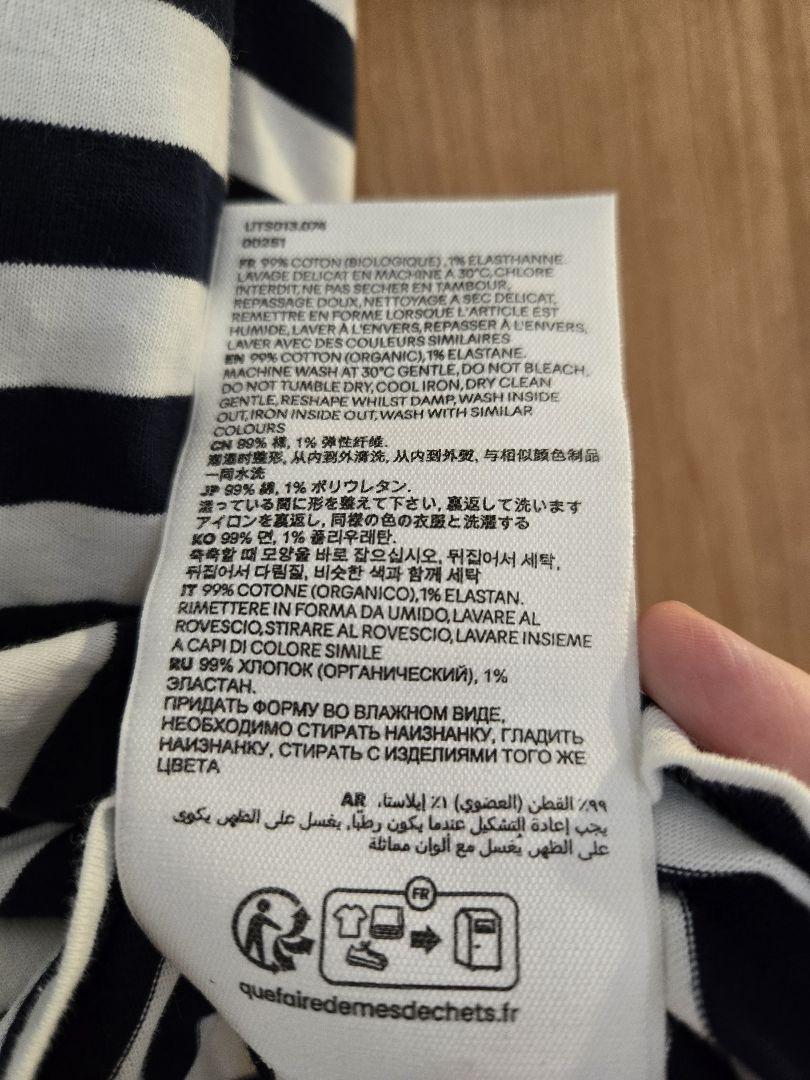 UTS013.074
00251
FR 99% COTON (BIOLOGIQUE) ,1% ÉLASTHANNE.
LAVAGE DELICAT EN MACHINE A 30°C, CHLORE
INTERDIT, NE PAS SECHER EN TAMBOUR,
REPASSAGE DOUX, NETTOYAGE A SEC DELICAT,
REMETTRE EN FORME LORSQUE L'ARTICLE EST
HUMIDE, LAVER À L'ENVERS, REPASSER À L'ENVERS,
LAVER AVEC DES COULEURS SIMILAIRES
EN 99% COTTON (ORGANIC), 1% ELASTANE.
MACHINE WASH AT 30°C GENTLE, DO NOT BLEACH,
DO NOT TUMBLE DRY, COOL IRON, DRY CLEAN
GENTLE, RESHAPE WHILST DAMP, WASH INSIDE
OUT, IRON INSIDE OUT, WASH WITH SIMILAR
COLOURS
CN 99% 棉, 1% 弹性纤维.
潮湿时整形, 从内到外清洗, 从内到外熨, 与相似颜色制品
一同水洗
JP 99% 綿, 1% ポリウレタン.
湿っている間に形を整えて下さい, 裏返して洗います
アイロンを裏返し, 同様の色の衣服と洗濯する
KO 99% 면, 1% 폴리우레탄.
축축할 때 모양을 바로 잡으십시오, 뒤집어서 세탁,
뒤집어서 다림질, 비슷한 색과 함께 세탁
IT 99% COTONE (ORGANICO), 1% ELASTAN.
RIMETTERE IN FORMA DA UMIDO, LAVARE AL
ROVESCIO, STIRARE AL ROVESCIO, LAVARE INSIEME
A CAPI DI COLORE SIMILE
RU 99% ХЛОПОК (ОРГАНИЧЕСКИЙ), 1%
ЭЛАСТАН.
ПРИДАТЬ ФОРМУ ВО ВЛАЖНОМ ВИДЕ,
НЕОБХОДИМО СТИРАТЬ НАИЗНАНКУ, ГЛАДИТЬ
НАИЗНАНКУ, СТИРАТЬ С ИЗДЕЛИЯМИ ТОГО ЖЕ
ЦВЕТА
٩٩٪ القطن (العضوي) ١٪ إيلاستا، AR
يجب إعادة التشكيل عندما يكون رطبًا, يغسل على الظهر, يكوى
على الظهر, يُغسل مع ألوان مماثلة
FR
quefairedemesdechets.fr